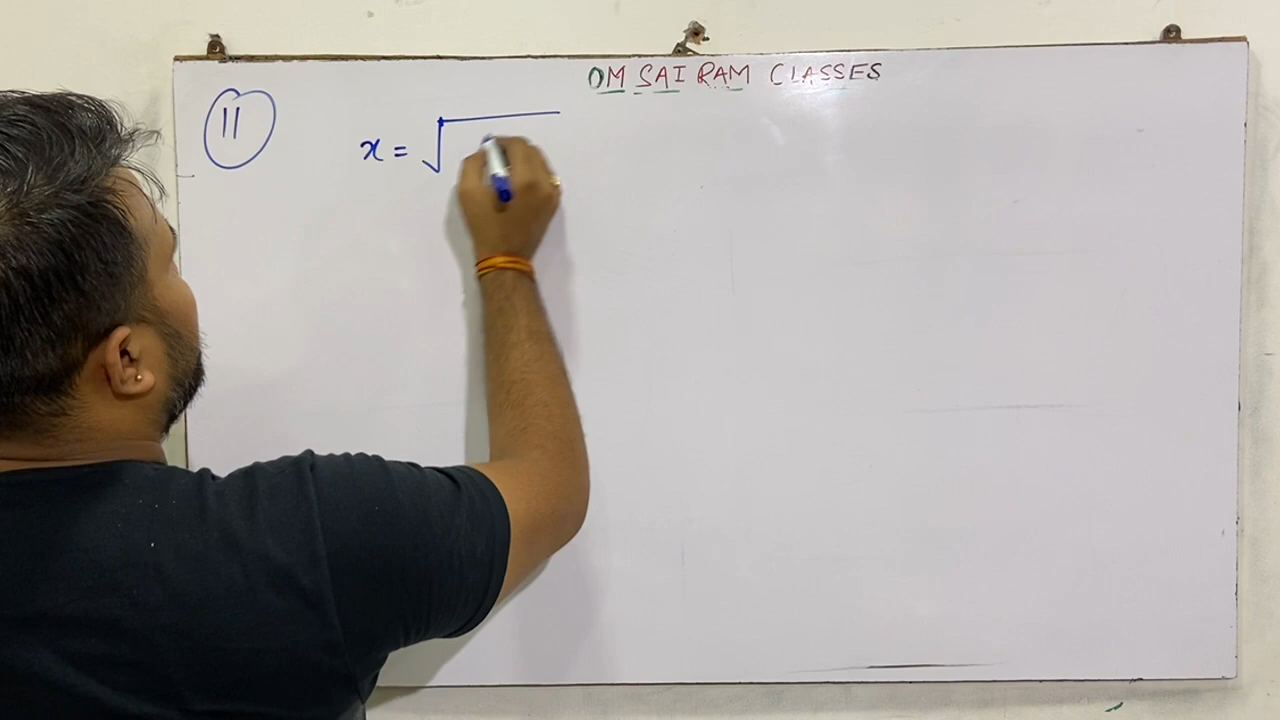 OM SAI RAM CLASSES
11 x = √